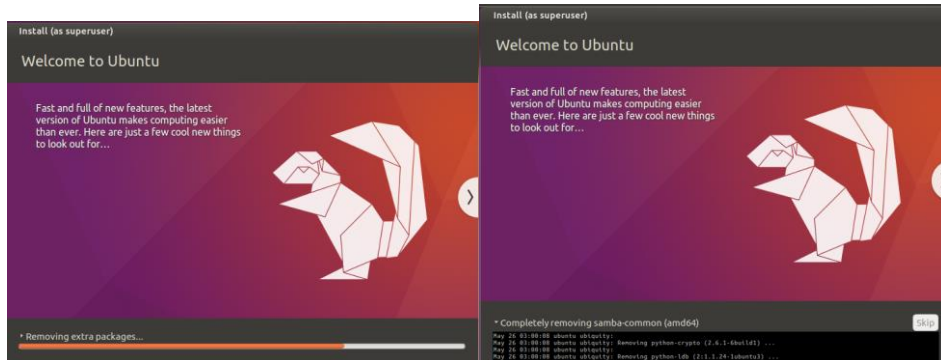 Install (as superuser)
Welcome to Ubuntu
Fast and full of new features, the latest
version of Ubuntu makes computing easier
than ever. Here are just a few cool new things
to look out for...
* Removing extra packages...
Install (as superuser)
Welcome to Ubuntu
Fast and full of new features, the latest
version of Ubuntu makes computing easier
than ever. Here are just a few cool new things
to look out for...
* Completely removing samba-common (amd64)
Skip
May 26 03:00:08 ubuntu ubiquity:
May 26 03:00:08 ubuntu ubiquity: Removing python-crypto (2.6.1-6build1) ...
May 26 03:00:08 ubuntu ubiquity:
May 26 03:00:08 ubuntu ubiquity: Removing python-ldb (2:1.1.24-1ubuntu3) ...